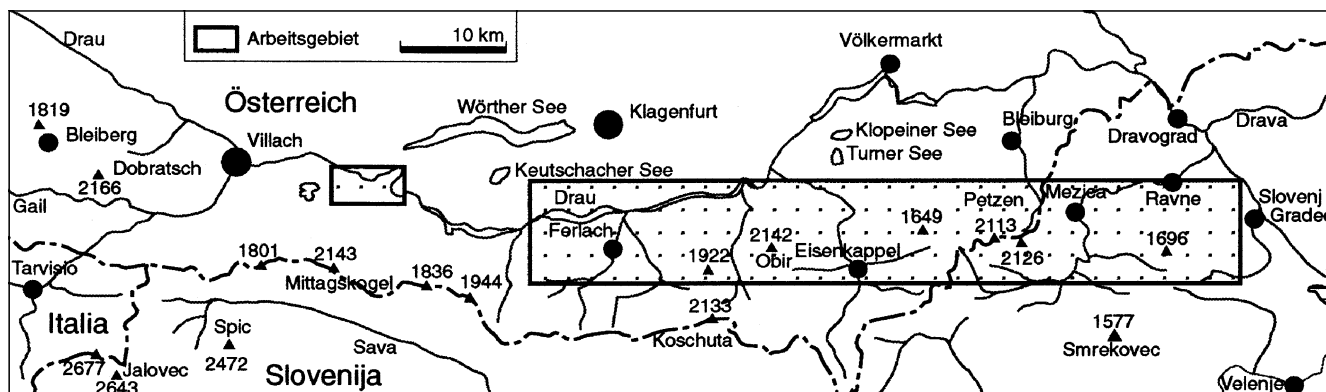 Drau
Arbeitsgebiet
10 km
Völkermarkt
Österreich
1819
Bleiberg
Wörther See
Klagenfurt
Klopeiner See
Bleiburg
Dravograd
Drava
Villach
Dobratsch
2166
Keutschacher See
Turner See
Gail
Drau
Petzen
Mezica
Ravne
Slovenj
Gradec
Ferlach
1649
2113
2142
Obir
Eisenkappel
2126
1696
1801
2143
1922
Tarvisio
Mittagskogel
1836
1944
2133
Italia
Spic
2472
Koschuta
1577
Smrekovec
Sava
2677
Jalovec
2643
Slovenija
Velenje